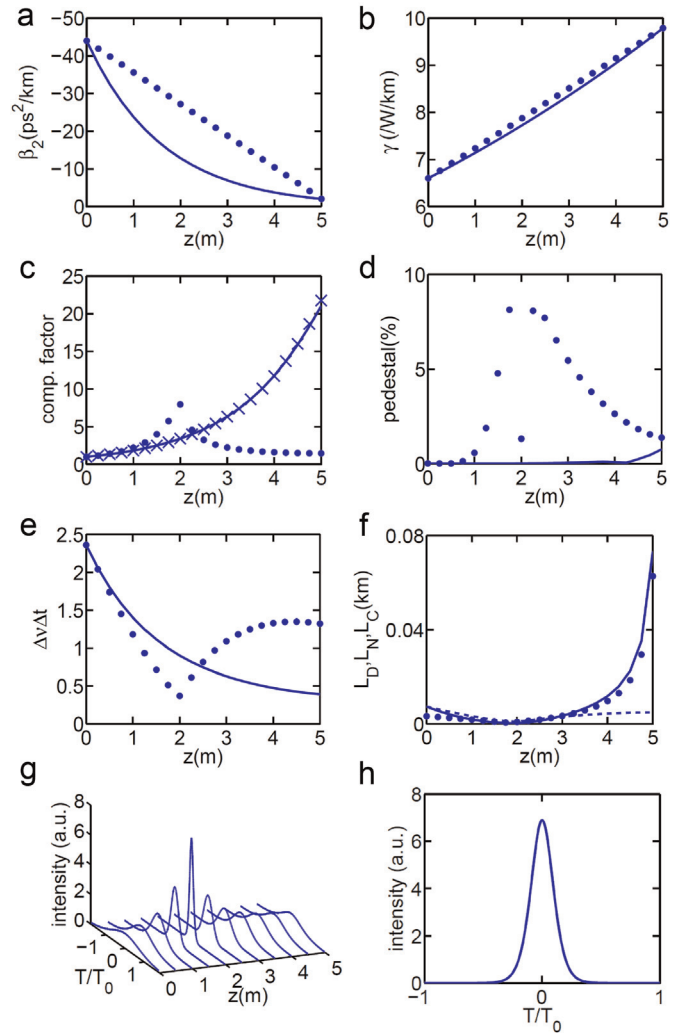 a
−50
−40
−30
−20
−10
0
β₂(ps²/km)
0 1 2 3 4 5
z(m)
b
10
9
8
7
6
γ (/W/km)
0 1 2 3 4 5
z(m)
c
25
20
15
10
5
0
comp. factor
0 1 2 3 4 5
z(m)
d
10
5
0
pedestal(%)
0 1 2 3 4 5
z(m)
e
2.5
2
1.5
1
0.5
0
ΔνΔt
0 1 2 3 4 5
z(m)
f
0.08
0.04
0
L_D,L_N,L_C(km)
0 1 2 3 4 5
z(m)
g
8
6
4
2
0
intensity (a.u.)
−1
0
1
T/T₀
0 1 2 3 4 5
z(m)
h
8
6
4
2
0
intensity (a.u.)
−1 0 1
T/T₀